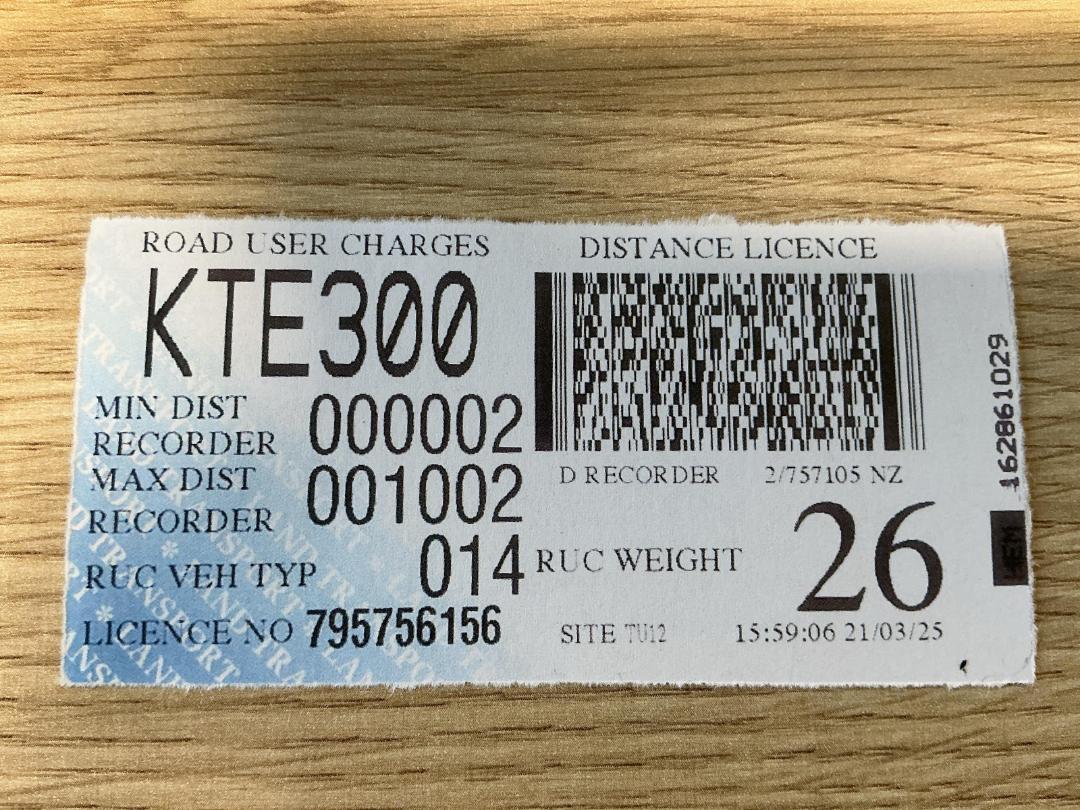 ROAD USER CHARGES
KTE300
MIN DIST
RECORDER 000002
MAX DIST
RECORDER 001002
RUC VEH TYP 014
LICENCE NO 795756156
DISTANCE LICENCE
D RECORDER 2/757105 NZ
RUC WEIGHT 26
SITE TU12 15:59:06 21/03/25
162861029